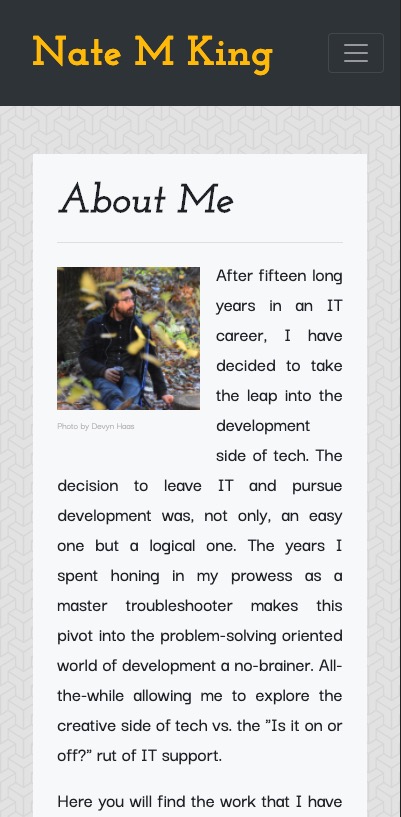 Nate M King
About Me
After fifteen long
years in an IT
career, I have
decided to take
the leap into the
development
side of tech. The
Photo by Devyn Haas
decision to leave IT and pursue
development was, not only, an easy
one but a logical one. The years I
spent honing in my prowess as a
master troubleshooter makes this
pivot into the problem-solving oriented
world of development a no-brainer. All-
the-while allowing me to explore the
creative side of tech vs. the "Is it on or
off?" rut of IT support.
Here you will find the work that I have